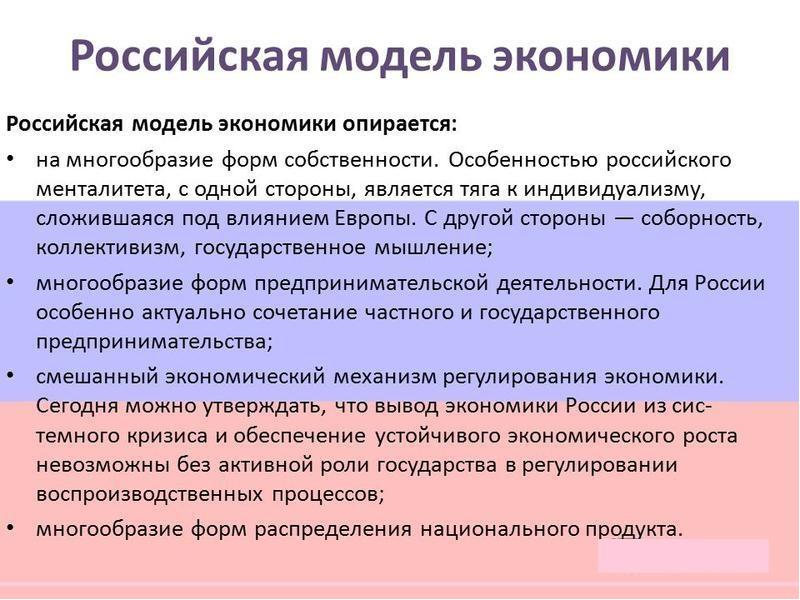 Российская модель экономики
Российская модель экономики опирается:
• на многообразие форм собственности. Особенностью российского
менталитета, с одной стороны, является тяга к индивидуализму,
сложившаяся под влиянием Европы. С другой стороны — соборность,
коллективизм, государственное мышление;
• многообразие форм предпринимательской деятельности. Для России
особенно актуально сочетание частного и государственного
предпринимательства;
• смешанный экономический механизм регулирования экономики.
Сегодня можно утверждать, что вывод экономики России из сис-
темного кризиса и обеспечение устойчивого экономического роста
невозможны без активной роли государства в регулировании
воспроизводственных процессов;
• многообразие форм распределения национального продукта.